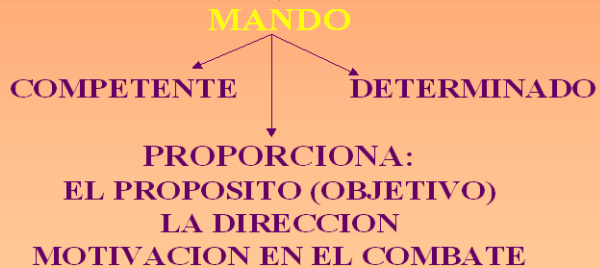 MANDO
COMPETENTE DETERMINADO
PROPORCIONA:
EL PROPOSITO (OBJETIVO)
LA DIRECCION
MOTIVACION EN EL COMBATE